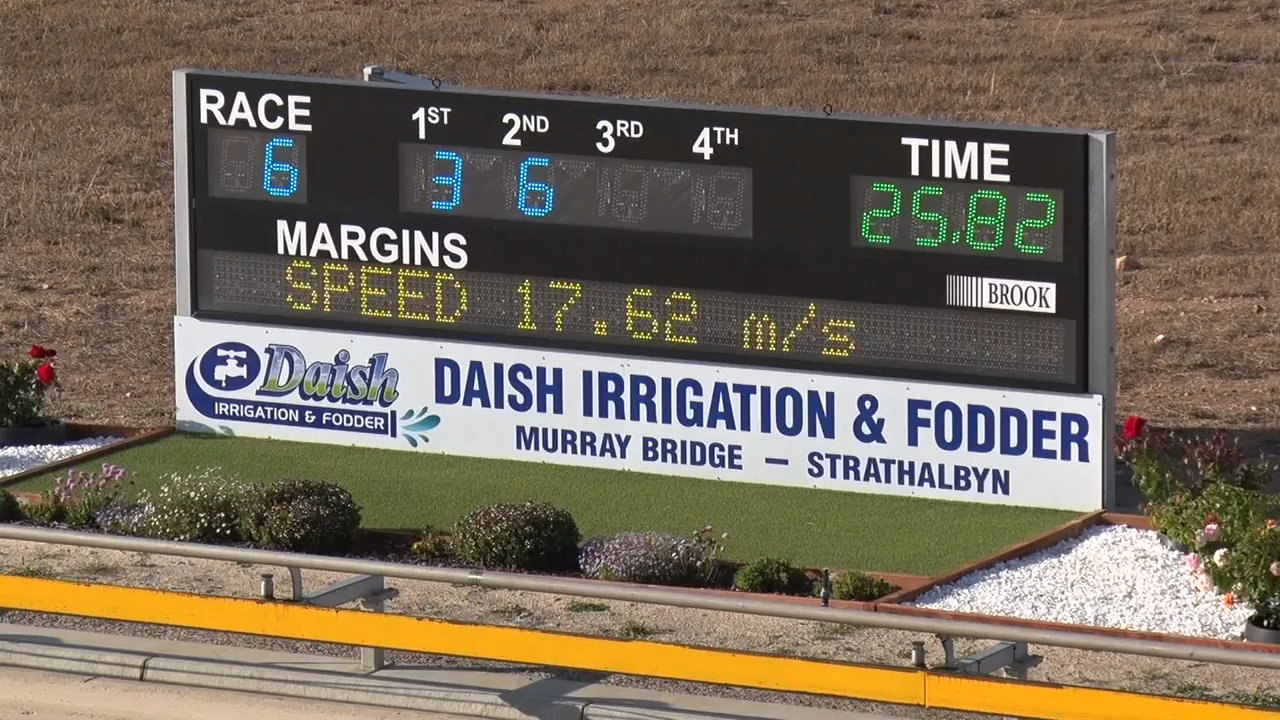 RACE 1ST 2ND 3RD 4TH TIME
6 3 6 25.82
MARGINS
BROOK
SPEED 17.62 m/s
Daish
IRRIGATION & FODDER
DAISH IRRIGATION & FODDER
MURRAY BRIDGE – STRATHALBYN